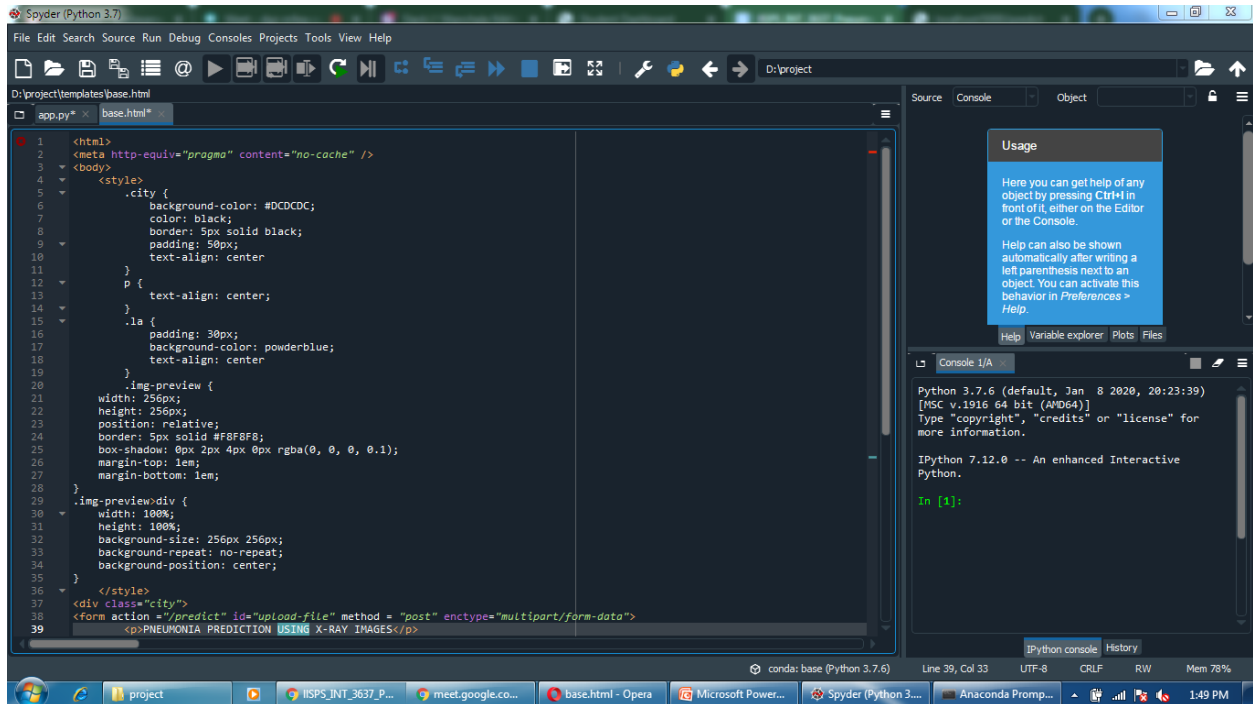 Spyder (Python 3.7)
File Edit Search Source Run Debug Consoles Projects Tools View Help
D:\project
D:\project\templates\base.html
app.py*
base.html*
1 <html>
2 <meta http-equiv="pragma" content="no-cache" />
3 <body>
4 <style>
5 .city {
6 background-color: #DCDCDC;
7 color: black;
8 border: 5px solid black;
9 padding: 50px;
10 text-align: center
11 }
12 p {
13 text-align: center;
14 }
15 .la {
16 padding: 30px;
17 background-color: powderblue;
18 text-align: center
19 }
20 .img-preview {
21 width: 256px;
22 height: 256px;
23 position: relative;
24 border: 5px solid #F8F8F8;
25 box-shadow: 0px 2px 4px 0px rgba(0, 0, 0, 0.1);
26 margin-top: 1em;
27 margin-bottom: 1em;
28 }
29 .img-preview>div {
30 width: 100%;
31 height: 100%;
32 background-size: 256px 256px;
33 background-repeat: no-repeat;
34 background-position: center;
35 }
36 </style>
37 <div class="city">
38 <form action ="/predict" id="upload-file" method = "post" enctype="multipart/form-data">
39 <p>PNEUMONIA PREDICTION USING X-RAY IMAGES</p>
Source Console Object
Usage
Here you can get help of any
object by pressing Ctrl+I in
front of it, either on the Editor
or the Console.
Help can also be shown
automatically after writing a
left parenthesis next to an
object. You can activate this
behavior in Preferences >
Help.
Help Variable explorer Plots Files
Console 1/A
Python 3.7.6 (default, Jan 8 2020, 20:23:39)
[MSC v.1916 64 bit (AMD64)]
Type "copyright", "credits" or "license" for
more information.
IPython 7.12.0 -- An enhanced Interactive
Python.
In [1]:
IPython console History
conda: base (Python 3.7.6) Line 39, Col 33 UTF-8 CRLF RW Mem 78%
project
IISPS_INT_3637_P...
meet.google.co...
base.html - Opera
Microsoft Power...
Spyder (Python 3....
Anaconda Promp...
1:49 PM